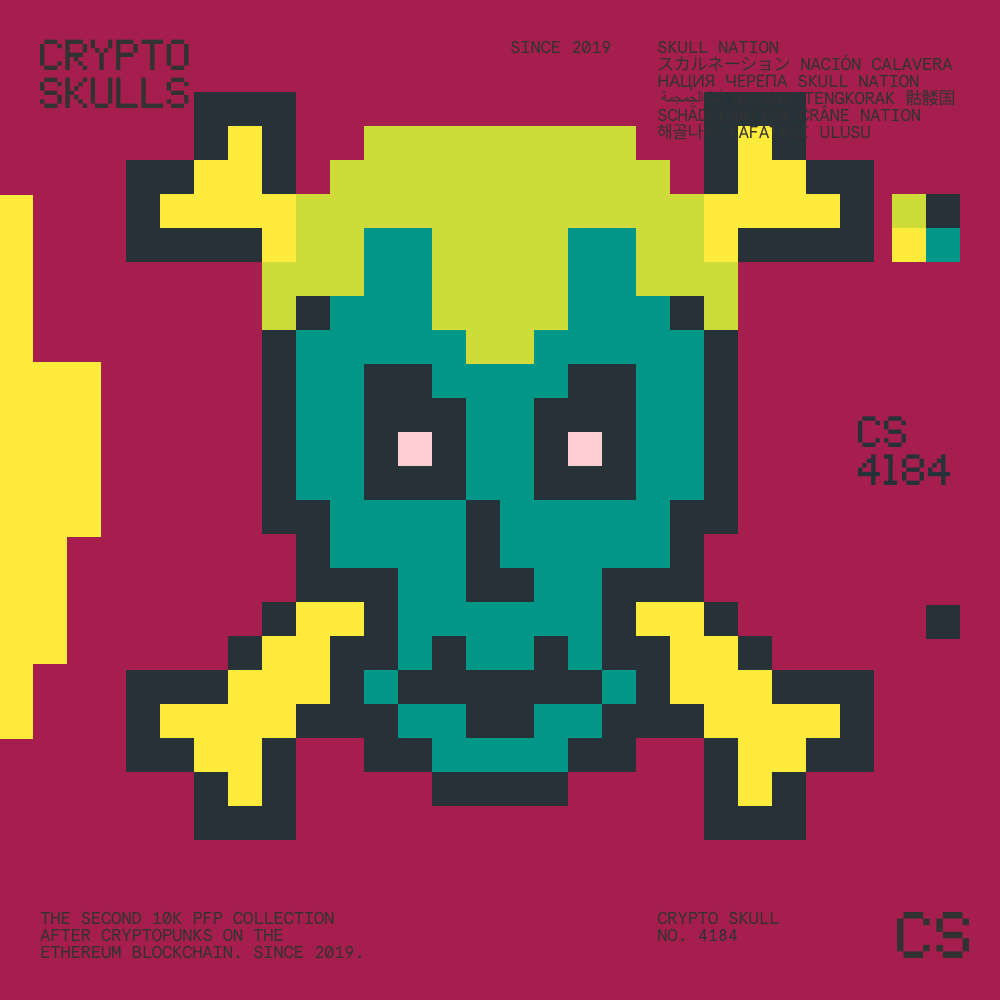 CRYPTO
SKULLS
SINCE 2019
SKULL NATION
スカルネーション NACIÓN CALAVERA
НАЦИЯ ЧЕРЕПА SKULL NATION
TENGKORAK 骷髅国
CRÂNE NATION
ULUSU
CS
4184
THE SECOND 10K PFP COLLECTION
AFTER CRYPTOPUNKS ON THE
ETHEREUM BLOCKCHAIN. SINCE 2019.
CRYPTO SKULL
NO. 4184
CS